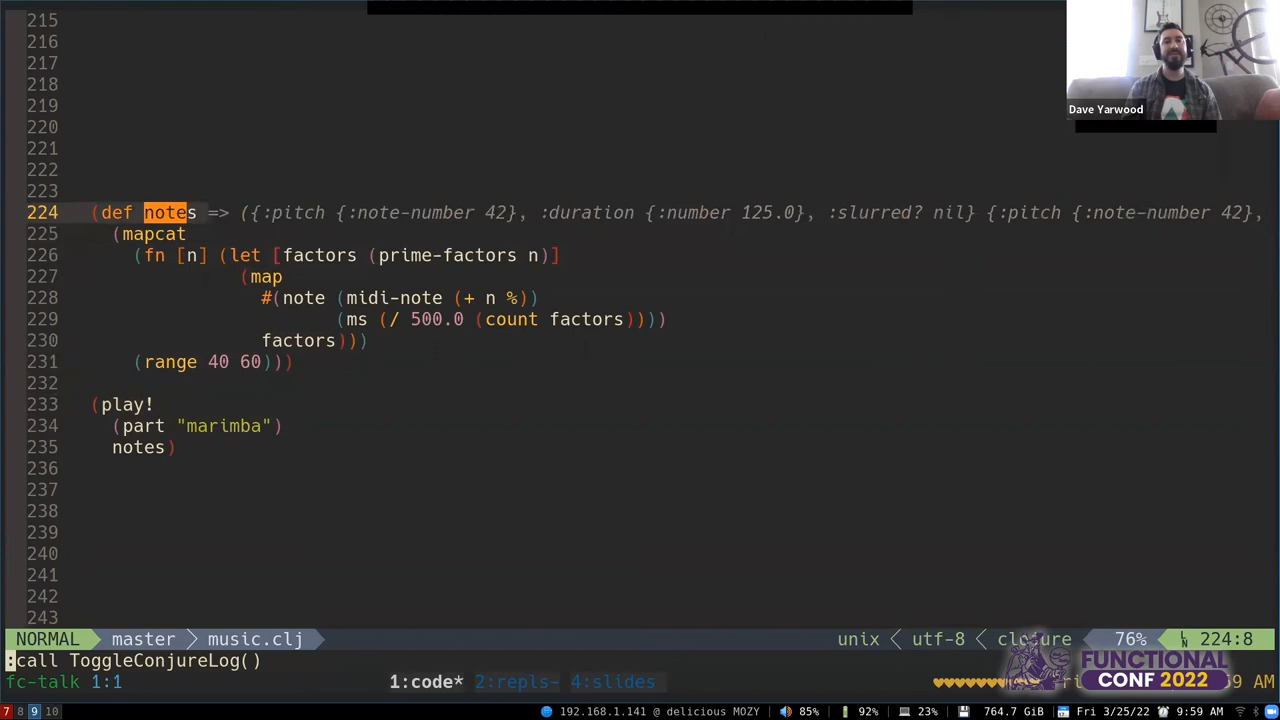 215
216
217
218
219
220
221
222
223
224 (def notes => ({:pitch {:note-number 42}, :duration {:number 125.0}, :slurred? nil} {:pitch {:note-number 42},
225 (mapcat
226 (fn [n] (let [factors (prime-factors n)]
227 (map
228 #(note (midi-note (+ n %))
229 (ms (/ 500.0 (count factors))))
230 factors)))
231 (range 40 60)))
232
233 (play!
234 (part "marimba")
235 notes)
236
237
238
239
240
241
242
243
Dave Yarwood
NORMAL master music.clj unix utf-8 clojure 76% 224:8
:call ToggleConjureLog()
fc-talk 1:1 1:code* 2:repls- 4:slides AM
FUNCTIONAL
CONF 2022
7 8 9 10 192.168.1.141 @ delicious MOZY 85% 92% 23% 764.7 GiB Fri 3/25/22 9:59 AM